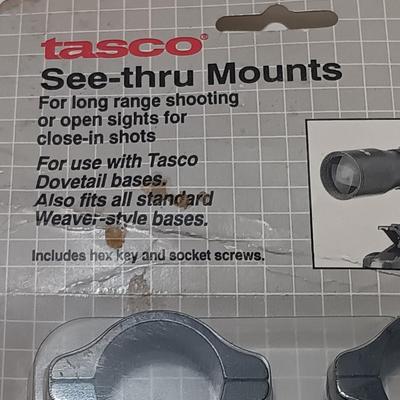 tasco®
See-thru Mounts
For long range shooting
or open sights for
close-in shots
For use with Tasco
Dovetail bases.
Also fits all standard
Weaver-style bases.
Includes hex key and socket screws.